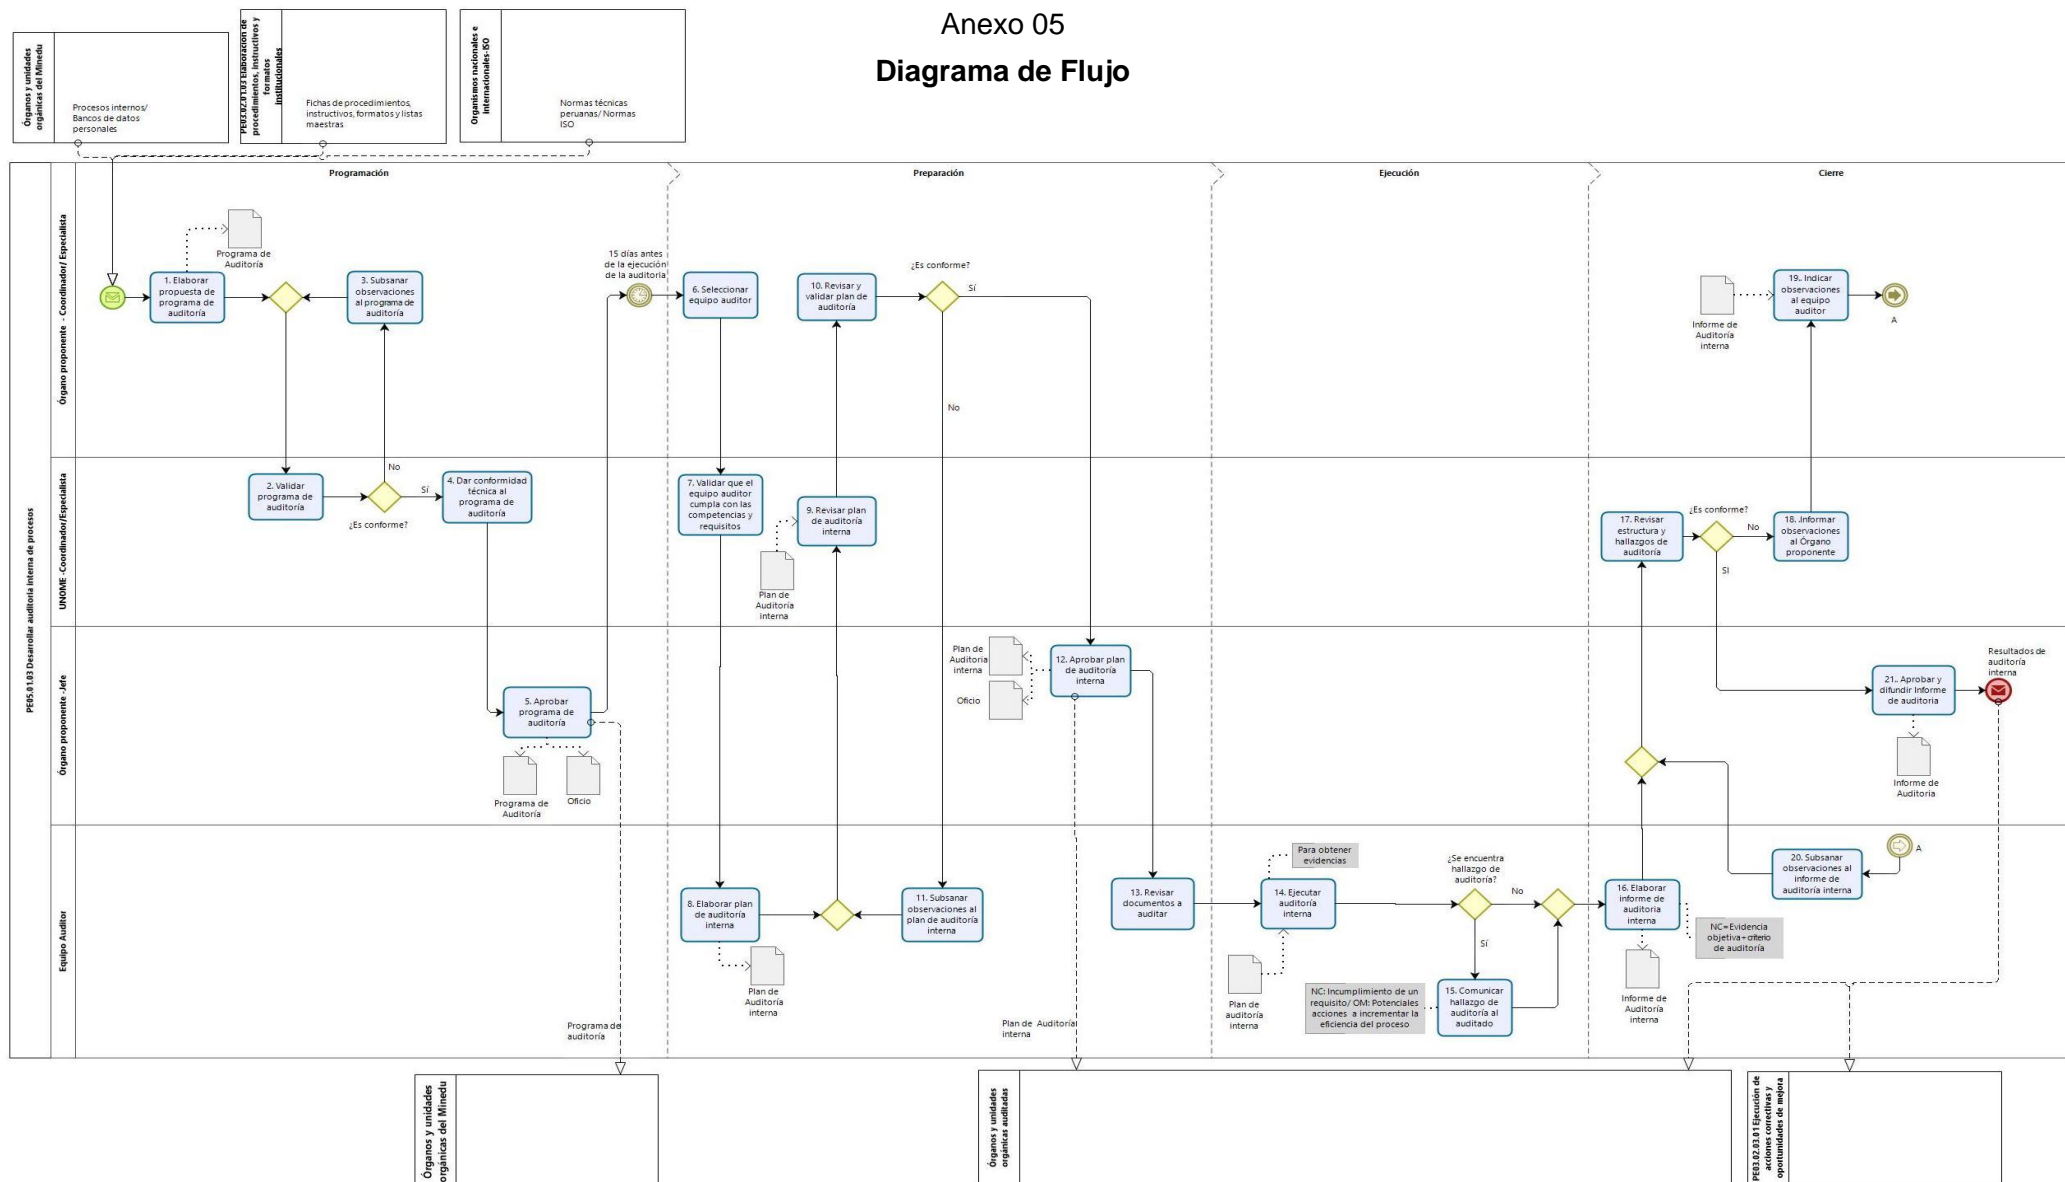 Anexo 05
Diagrama de Flujo
Órganos y unidades
orgánicas del Minedu
Procesos internos/
Bancos de datos
personales
PE03.02.01.03 Elaboración de
procedimientos, instructivos y
formatos
institucionales
Fichas de procedimientos,
instructivos, formatos y listas
maestras
Organismos nacionales e
internacionales-ISO
Normas técnicas
peruanas/ Normas
ISO
Programación
Preparación
Ejecución
Cierre
PE05.01.03 Desarrollar auditoria interna de procesos
Órgano proponente - Coordinador/ Especialista
Programa de
Auditoría
1. Elaborar
propuesta de
programa de
auditoría
3. Subsanar
observaciones
al programa de
auditoría
15 días antes
de la ejecución
de la auditoria
6. Seleccionar
equipo auditor
10. Revisar y
validar plan de
auditoría
¿Es conforme?
Sí
No
Informe de
Auditoría
interna
19.. Indicar
observaciones
al equipo
auditor
A
UNOME -Coordinador/Espelialista
2. Validar
programa de
auditoría
No
Sí
¿Es conforme?
4. Dar conformidad
técnica al
programa de
auditoría
7. Validar que el
equipo auditor
cumpla con las
competencias y
requisitos
9. Revisar plan
de auditoría
interna
Plan de
Auditoría
interna
17. Revisar
estructura y
hallazgos de
auditoría
¿Es conforme?
No
SI
18. .Informar
observaciones
al Órgano
proponente
Órgano proponente -Jefe
5. Aprobar
programa de
auditoría
Programa de
Auditoría
Oficio
Plan de
Auditoria
interna
Oficio
12. Aprobar plan
de auditoría
interna
21.. Aprobar y
difundir Informe
de auditoria
Resultados de
auditoría
interna
Informe de
Auditoria
Equipo Auditor
8. Elaborar plan
de auditoría
interna
Plan de
Auditoría
interna
11. Subsanar
observaciones al
plan de auditoría
interna
13. Revisar
documentos a
auditar
Para obtener
evidencias
14. Ejecutar
auditoría
interna
Plan de
auditoría
interna
¿Se encuentra
hallazgo de
auditoría?
No
Sí
NC: Incumplimiento de un
requisito/ OM: Potenciales
acciones a incrementar la
eficiencia del proceso
15. Comunicar
hallazgo de
auditoría al
auditado
16. Elaborar
informe de
auditoria
interna
Informe de
Auditoría
interna
NC=Evidencia
objetiva+criterio
de auditoría
20. Subsanar
observaciones al
informe de
auditoría interna
A
Programa de
auditoría
Plan de Auditoría
interna
Órganos y unidades
orgánicas del Minedu
Órganos y unidades
orgánicas auditadas
PE03.02.03.01 Ejecución de
acciones correctivas y
oportunidades de mejora